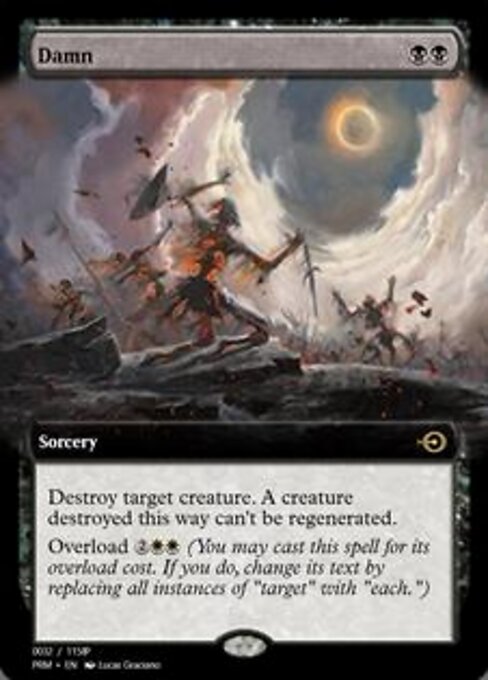 Damn
Sorcery
Destroy target creature. A creature
destroyed this way can't be regenerated.
Overload 2 (You may cast this spell for its
overload cost. If you do, change its text by
replacing all instances of "target" with "each.")
PRM • EN Lucas Graciano